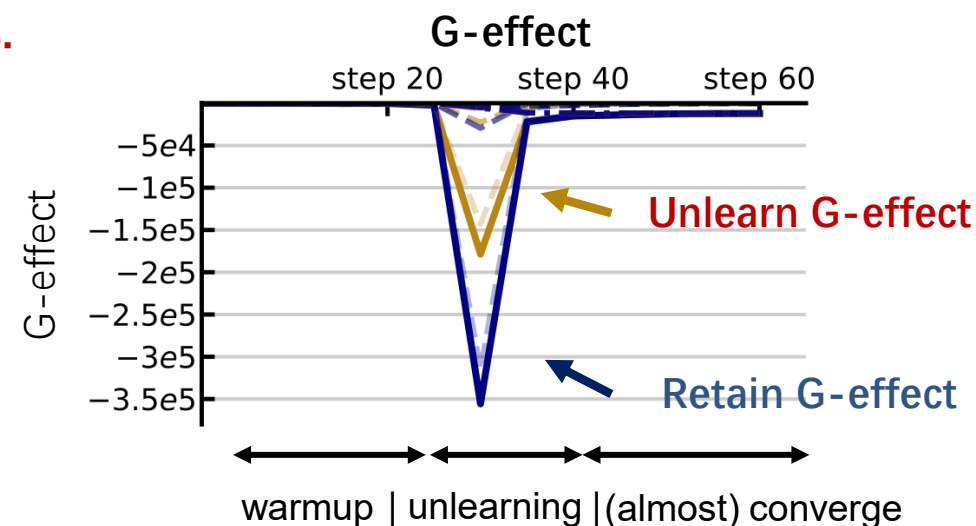 G-effect
step 20 step 40 step 60
−5e4
−1e5
−1.5e5
−2e5
−2.5e5
−3e5
−3.5e5
G-effect
Unlearn G-effect
Retain G-effect
warmup | unlearning |(almost) converge